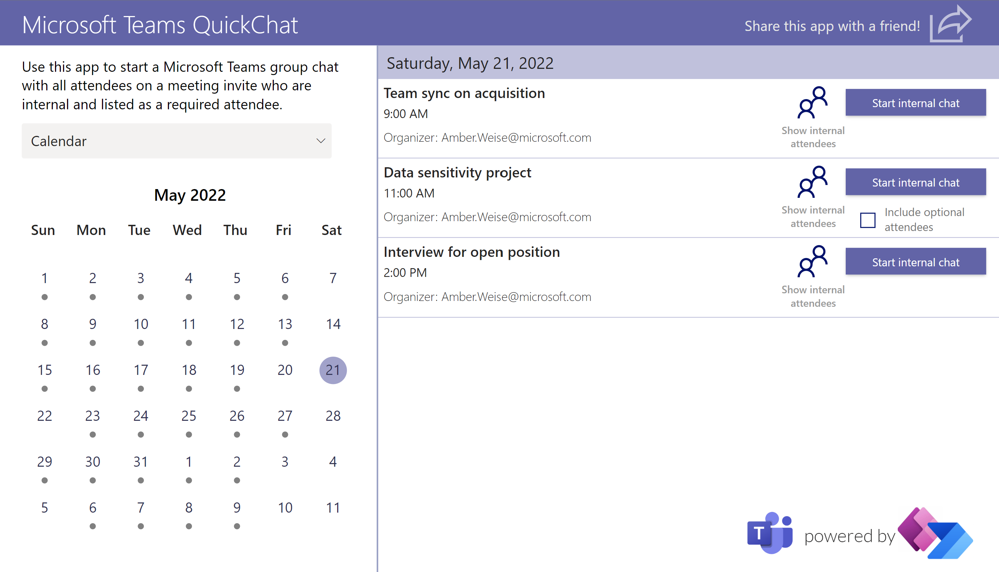 Microsoft Teams QuickChat
Share this app with a friend!
Use this app to start a Microsoft Teams group chat
with all attendees on a meeting invite who are
internal and listed as a required attendee.
Calendar
May 2022
Sun Mon Tue Wed Thu Fri Sat
1 2 3 4 5 6 7
8 9 10 11 12 13 14
15 16 17 18 19 20 21
22 23 24 25 26 27 28
29 30 31 1 2 3 4
5 6 7 8 9 10 11
Saturday, May 21, 2022
Team sync on acquisition
9:00 AM
Organizer: Amber.Weise@microsoft.com
Show internal
attendees
Start internal chat
Data sensitivity project
11:00 AM
Organizer: Amber.Weise@microsoft.com
Show internal
attendees
Start internal chat
Include optional
attendees
Interview for open position
2:00 PM
Organizer: Amber.Weise@microsoft.com
Show internal
attendees
Start internal chat
T
powered by